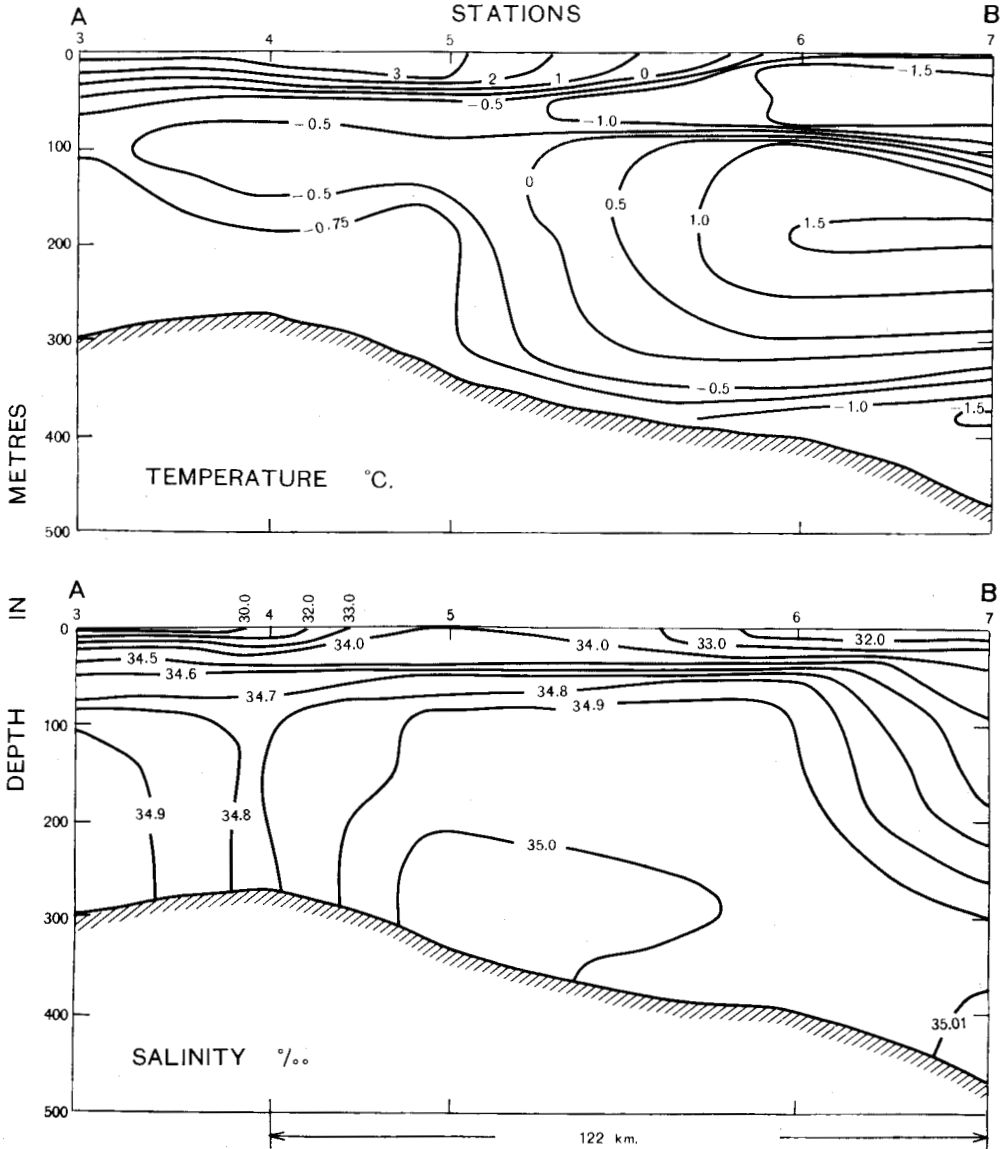 A STATIONS B
3 4 5 6 7
0
3 2 1 0 -1.5
-0.5
-1.0
100 -0.5
0
0.5 1.0
-0.5
-0.75 1.5
200
300
-0.5
-1.0 -1.5
400
TEMPERATURE °C.
500
A B
3 30.0 4 32.0 33.0 5 6 7
0
34.0 34.0 33.0 32.0
34.5
34.6
34.7 34.8
34.9
100
34.9 34.8
200
35.0
300
400
35.01
SALINITY °/oo
500
122 km.
DEPTH IN METRES